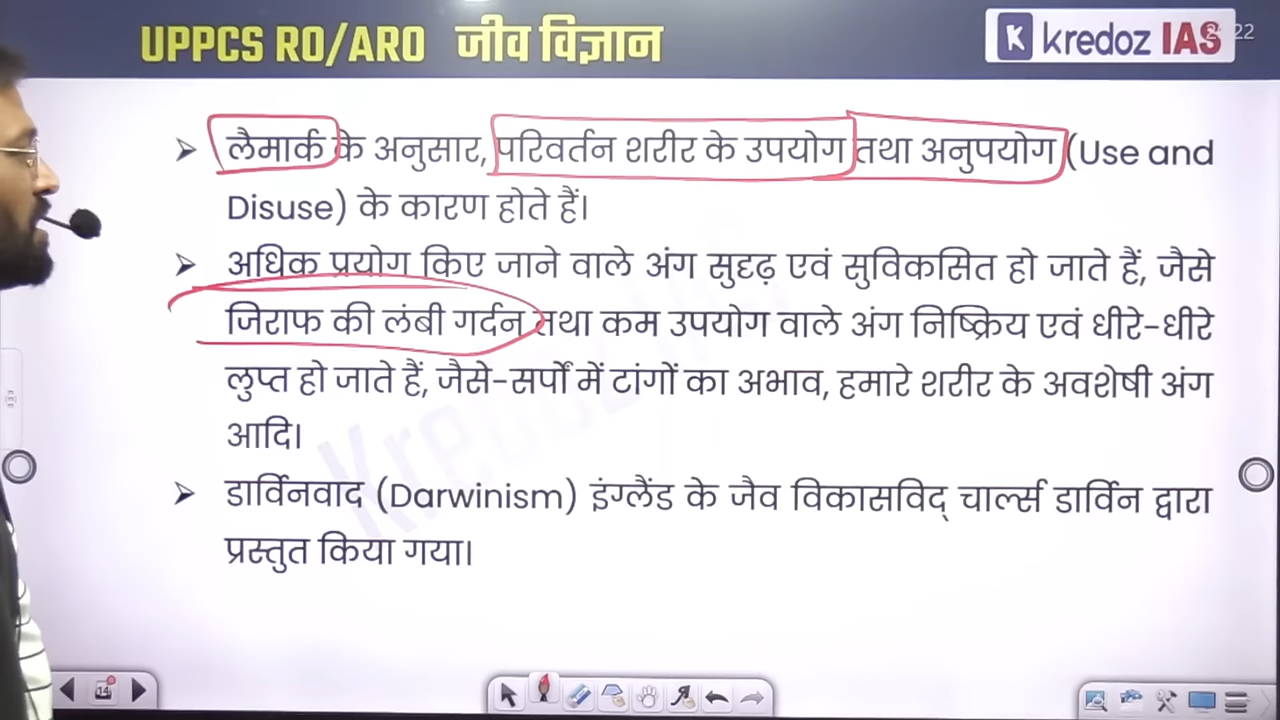 UPPCS RO/ARO जीव विज्ञान
K kredoz IAS
➢ लैमार्क के अनुसार, परिवर्तन शरीर के उपयोग तथा अनुपयोग (Use and
Disuse) के कारण होते हैं।
➢ अधिक प्रयोग किए जाने वाले अंग सुदृढ़ एवं सुविकसित हो जाते हैं, जैसे
जिराफ की लंबी गर्दन तथा कम उपयोग वाले अंग निष्क्रिय एवं धीरे-धीरे
लुप्त हो जाते हैं, जैसे-सर्पों में टांगों का अभाव, हमारे शरीर के अवशेषी अंग
आदि।
➢ डार्विनवाद (Darwinism) इंग्लैंड के जैव विकासविद् चार्ल्स डार्विन द्वारा
प्रस्तुत किया गया।
14